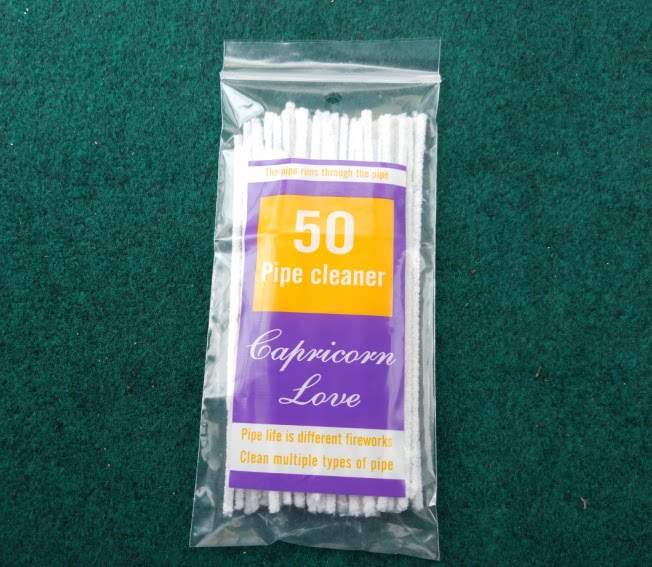 The pipe runs through the pipe
50
Pipe cleaner
Capricorn
Love
Pipe life is different fireworks
Clean multiple types of pipe